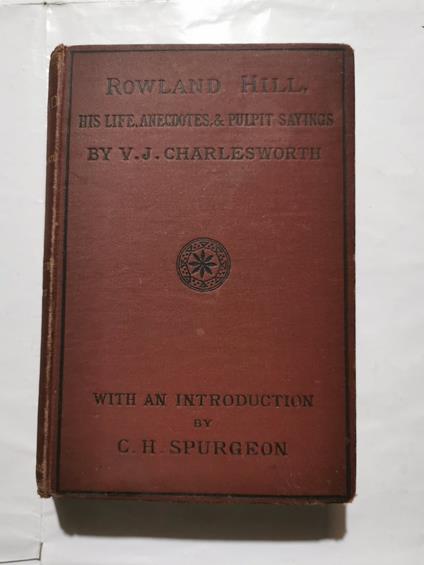 ROWLAND HILL,
HIS LIFE, ANECDOTES, & PULPIT SAYINGS
BY V. J. CHARLESWORTH
WITH AN INTRODUCTION
BY
C. H. SPURGEON